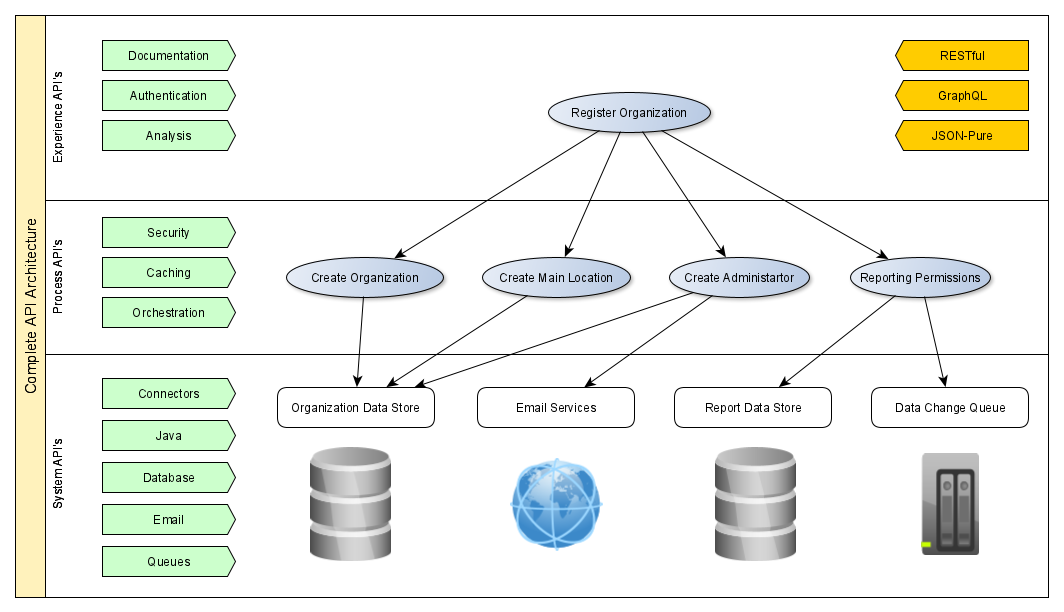 Complete API Architecture
Experience API's
Documentation
Authentication
Analysis
Register Organization
RESTful
GraphQL
JSON-Pure
Process API's
Security
Caching
Orchestration
Create Organization
Create Main Location
Create Administartor
Reporting Permissions
System API's
Connectors
Java
Database
Email
Queues
Organization Data Store
Email Services
Report Data Store
Data Change Queue